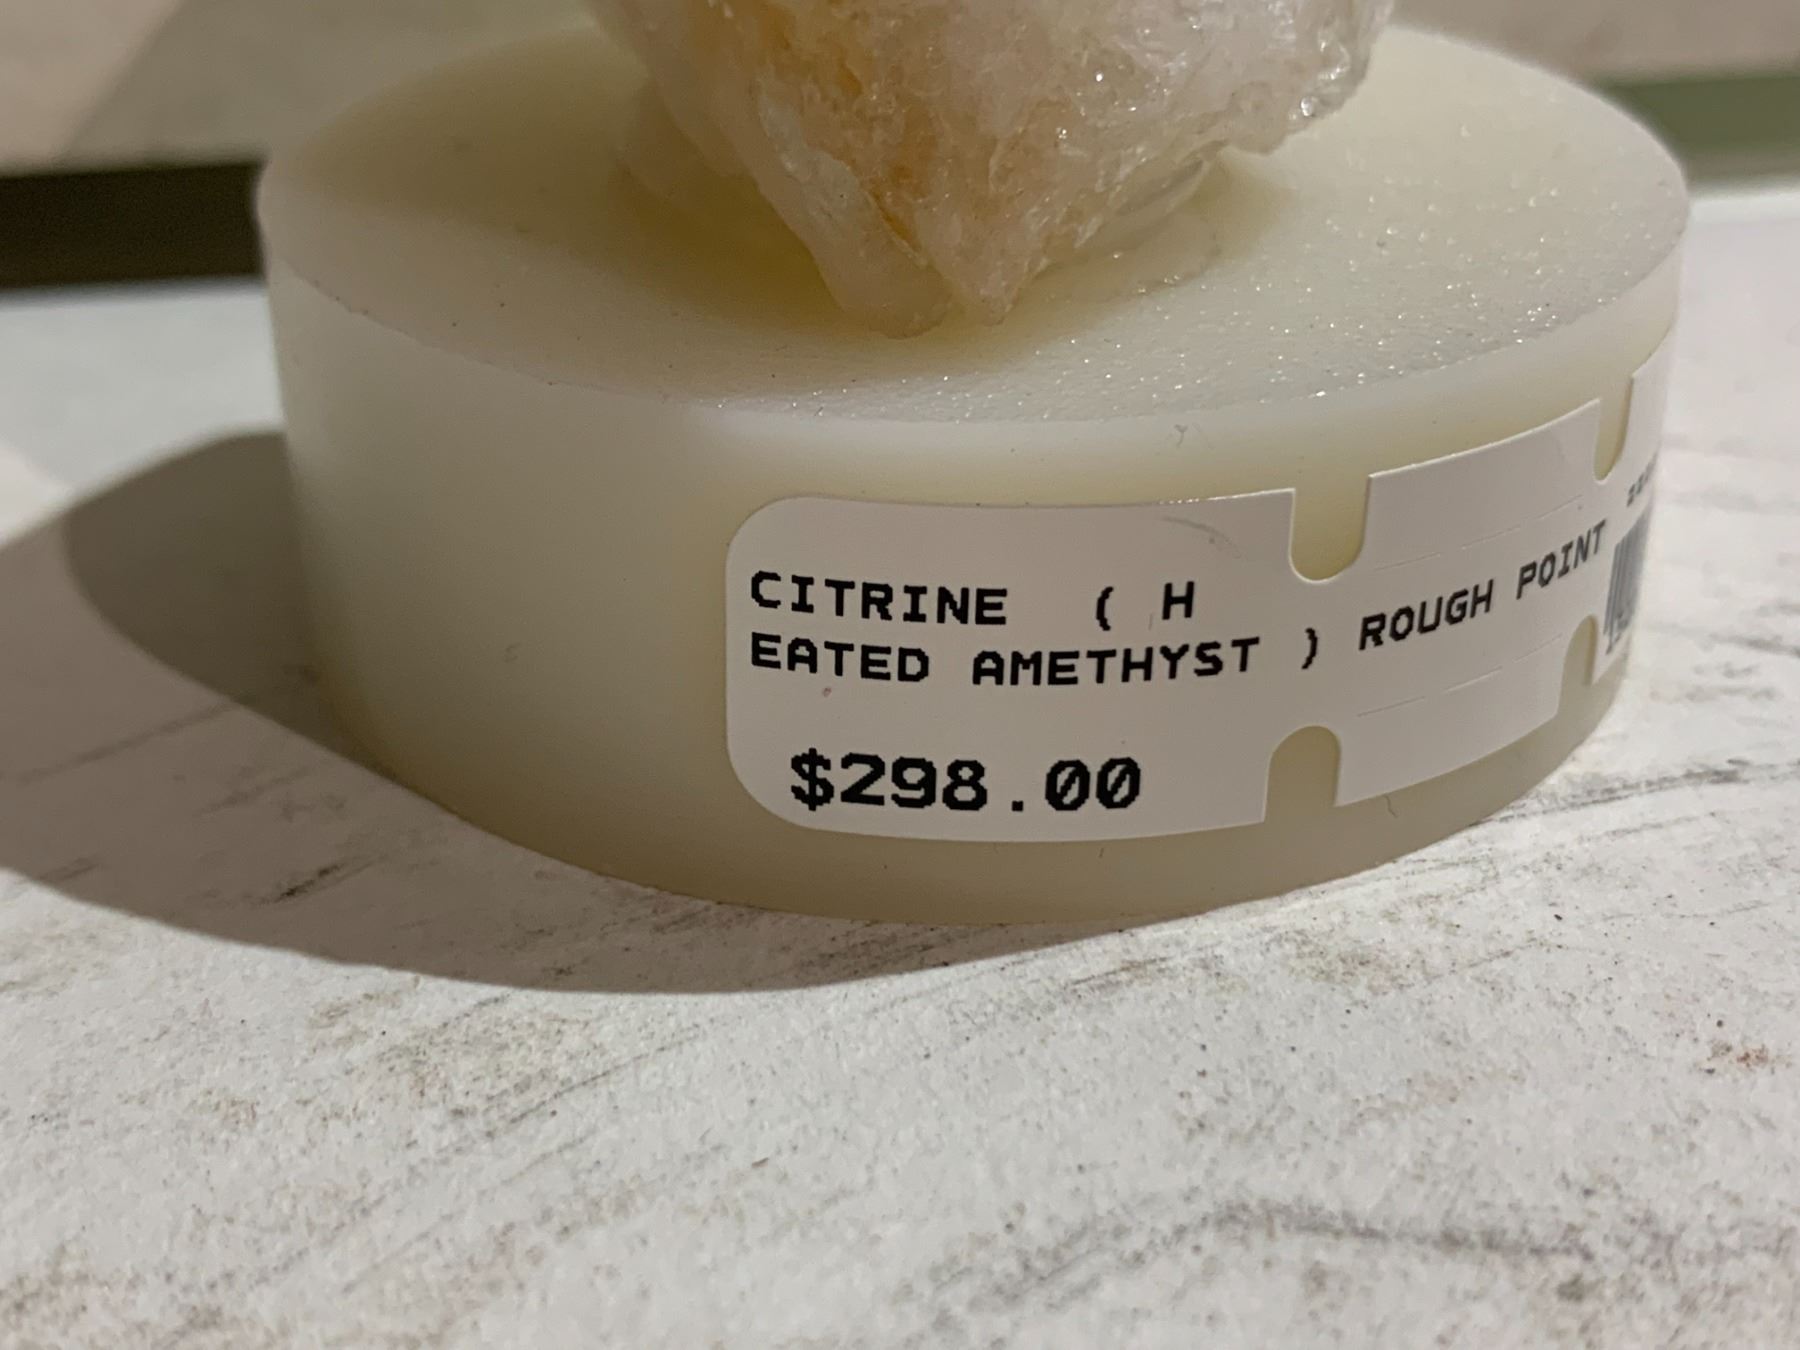 CITRINE ( H
EATED AMETHYST ) ROUGH POINT
$298.00